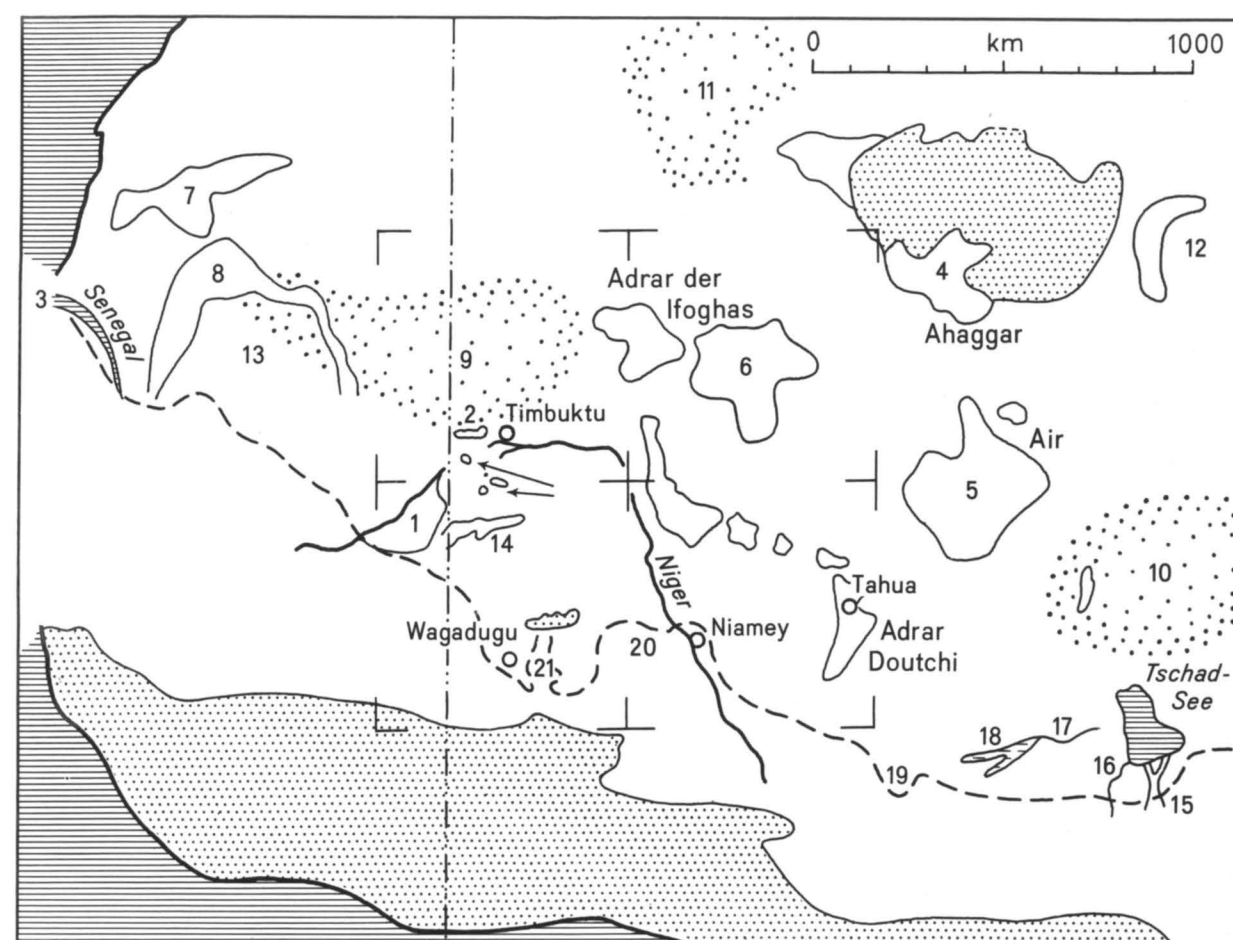 0 km 1000
11
7
12
8
4
Adrar der
Ifoghas
3
Senegal
Ahaggar
13
9
6
2
Timbuktu
Air
5
1
14
10
Niger
Tahua
Wagadugu
20
Niamey
Adrar
Doutchi
21
Tschad-
See
18
17
16
19
15